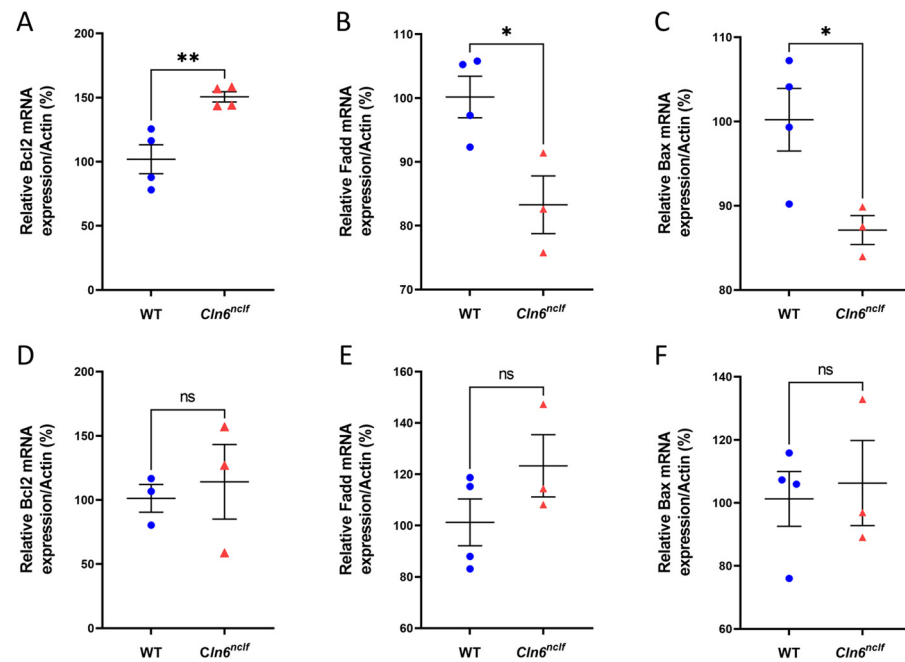 A
Relative Bcl2 mRNA
expression/Actin (%)
200
150
100
50
0
**
WT
Cln6nclf
B
Relative Fadd mRNA
expression/Actin (%)
110
100
90
80
70
*
WT
Cln6nclf
C
Relative Bax mRNA
expression/Actin (%)
110
100
90
80
*
WT
Cln6nclf
D
Relative Bcl2 mRNA
expression/Actin (%)
200
150
100
50
0
ns
WT
Cln6nclf
E
Relative Fadd mRNA
expression/Actin (%)
160
140
120
100
80
60
ns
WT
Cln6nclf
F
Relative Bax mRNA
expression/Actin (%)
140
120
100
80
60
ns
WT
Cln6nclf